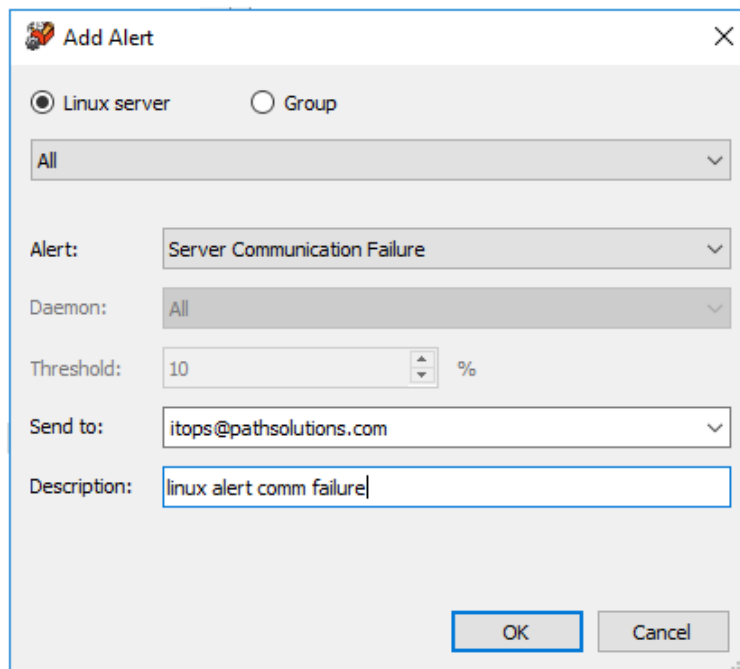 Add Alert
Linux server Group
All
Alert: Server Communication Failure
Daemon: All
Threshold: 10 %
Send to: itops@pathsolutions.com
Description: linux alert comm failure
OK Cancel